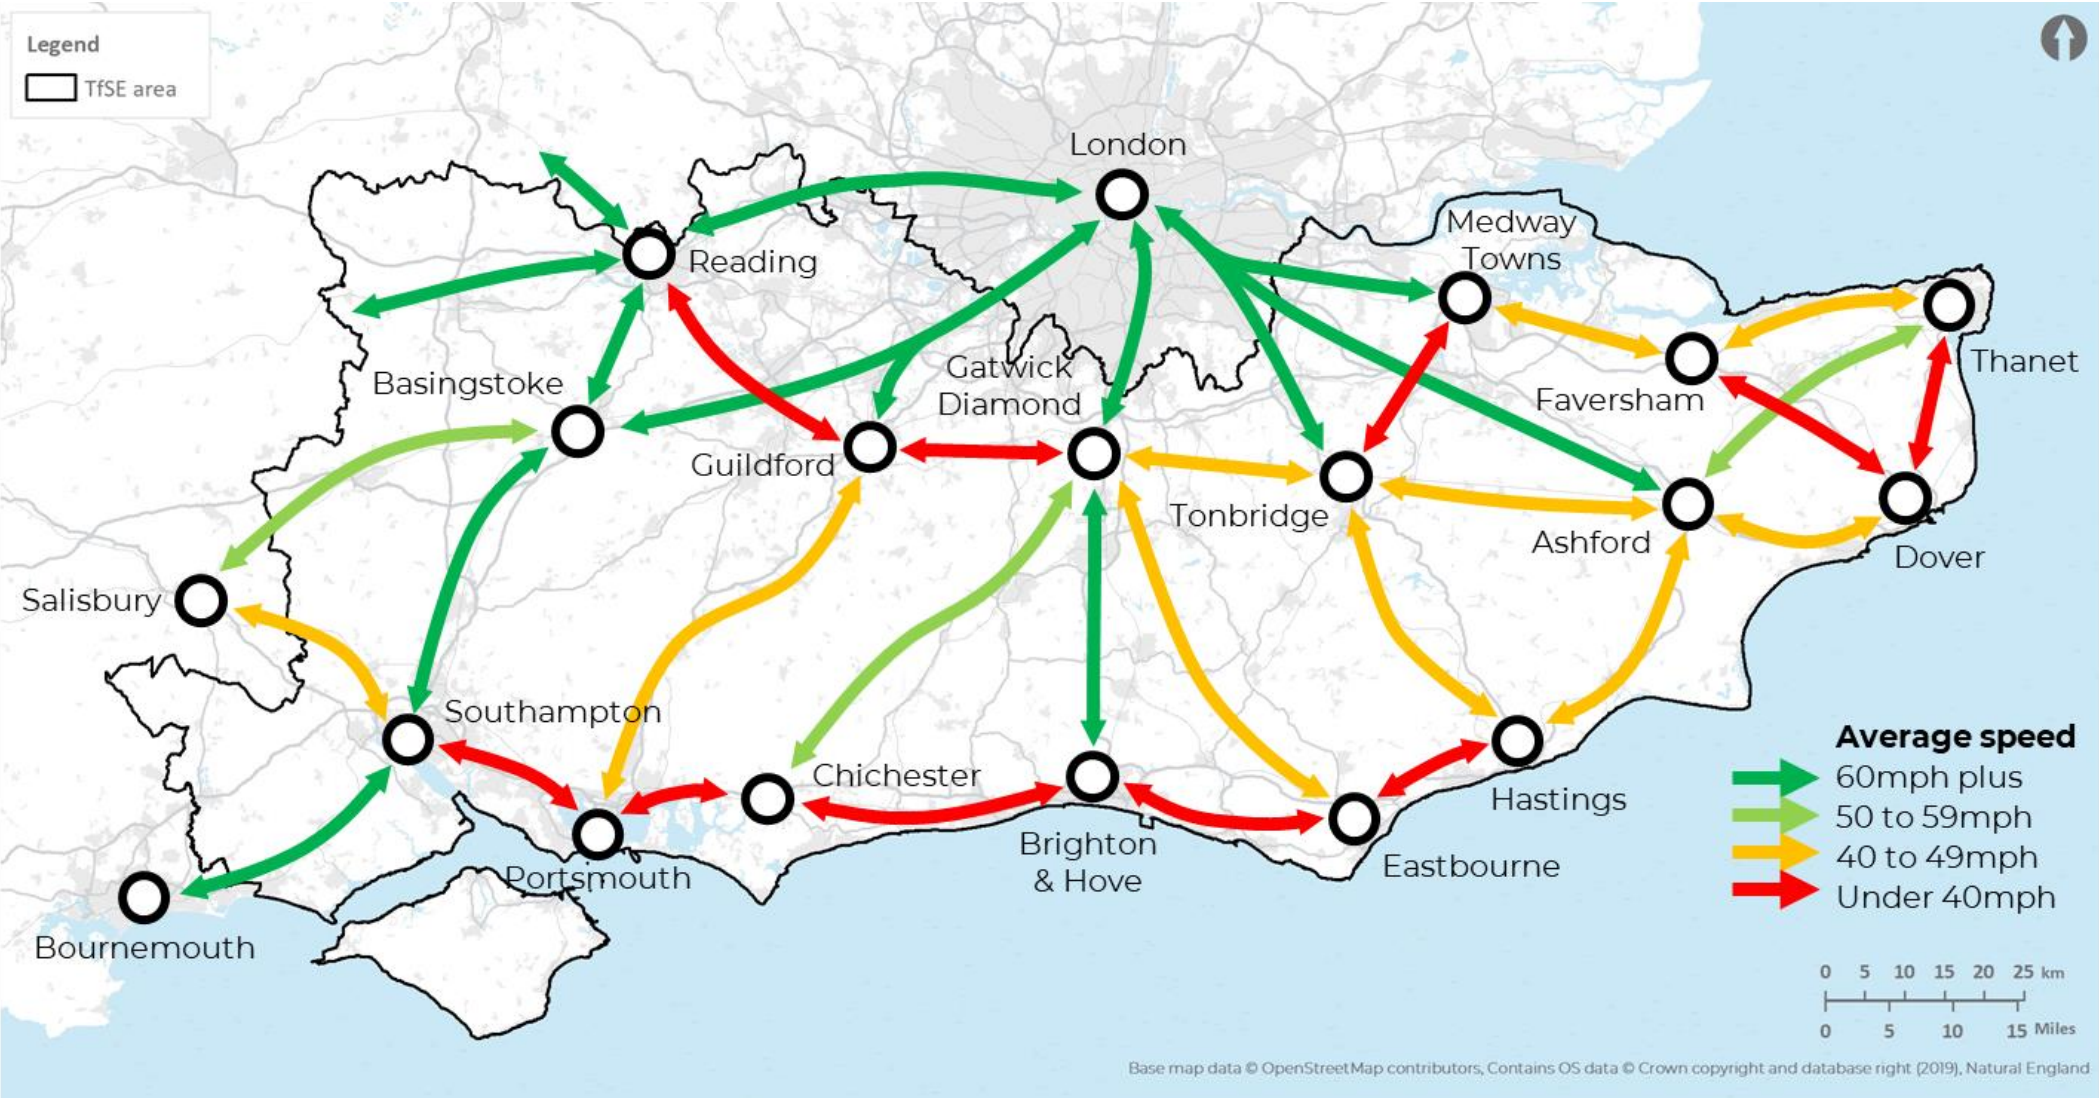 Legend
TfSE area
London
Medway
Towns
Reading
Thanet
Gatwick
Diamond
Basingstoke
Faversham
Guildford
Tonbridge
Ashford
Dover
Salisbury
Southampton
Chichester
Hastings
Brighton
& Hove
Eastbourne
Portsmouth
Bournemouth
Average speed
60mph plus
50 to 59mph
40 to 49mph
Under 40mph
0 5 10 15 20 25 km
0 5 10 15 Miles
Base map data © OpenStreetMap contributors, Contains OS data © Crown copyright and database right (2019), Natural England